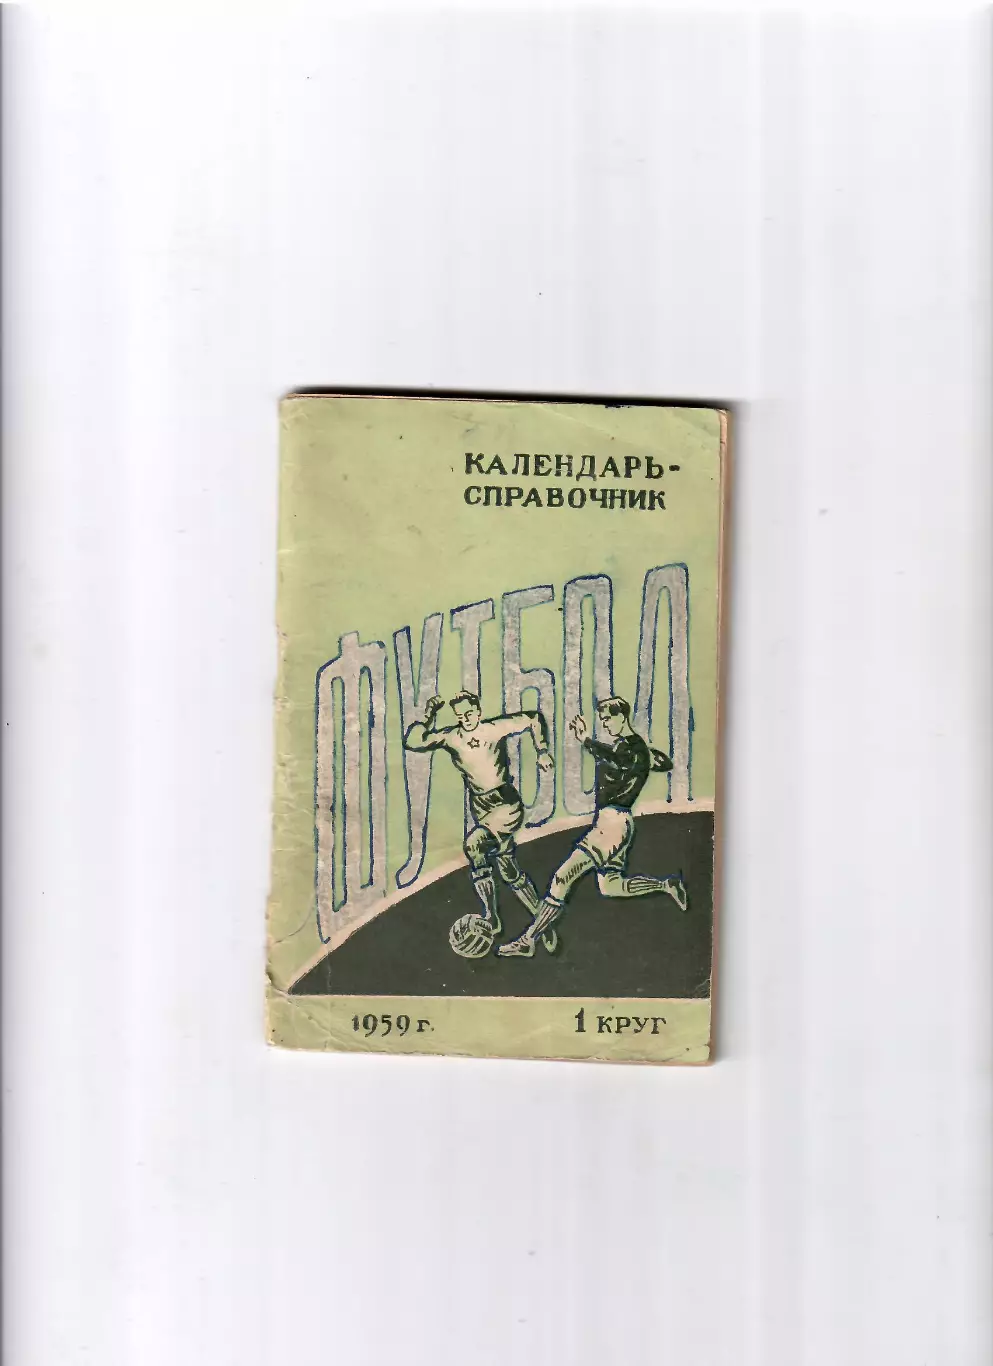 КАЛЕНДАРЬ-
СПРАВОЧНИК
ФУТБОЛ
1959 г. 1 КРУГ